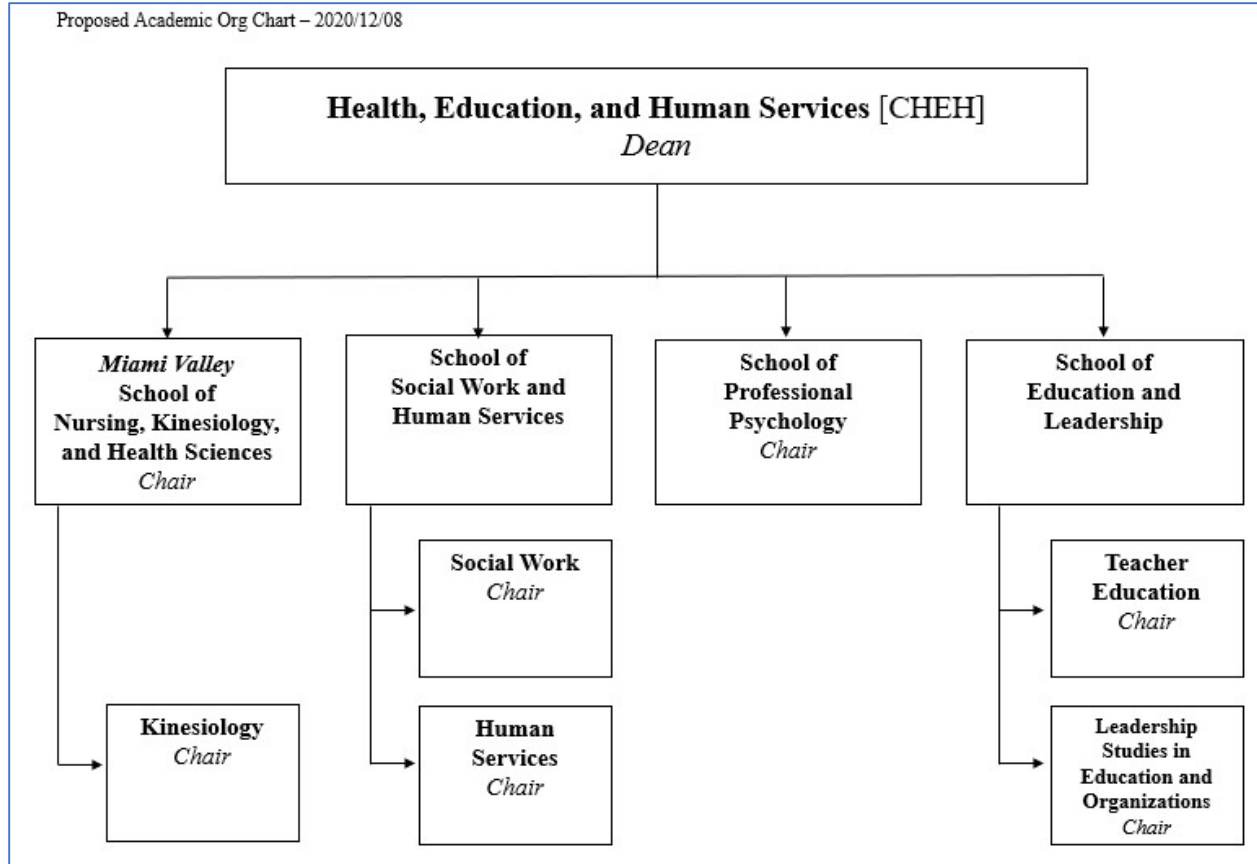 Proposed Academic Org Chart – 2020/12/08
Health, Education, and Human Services [CHEH]
Dean
Miami Valley
School of
Nursing, Kinesiology,
and Health Sciences
Chair
School of
Social Work and
Human Services
School of
Professional
Psychology
Chair
School of
Education and
Leadership
Social Work
Chair
Teacher
Education
Chair
Kinesiology
Chair
Human
Services
Chair
Leadership
Studies in
Education and
Organizations
Chair